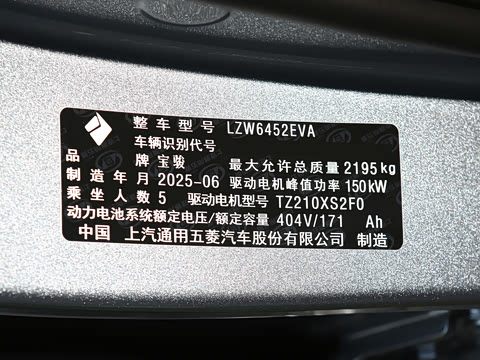 整车型号 LZW6452EVA
车辆识别代号
品牌 宝骏 最大允许总质量 2195kg
制造年月 2025-06 驱动电机峰值功率 150kW
乘坐人数 5 驱动电机型号 TZ210XS2F0
动力电池系统额定电压/额定容量 404V/171 Ah
中国 上汽通用五菱汽车股份有限公司 制造